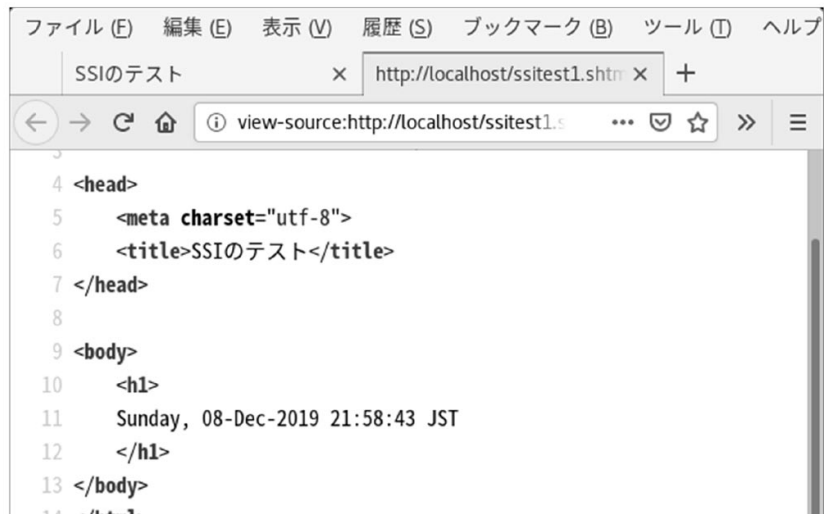 ファイル (F) 編集 (E) 表示 (V) 履歴 (S) ブックマーク (B) ツール (T) ヘルプ
SSIのテスト × http://localhost/ssitest1.shtm × +
view-source:http://localhost/ssitest1.s
3
4 <head>
5 <meta charset="utf-8">
6 <title>SSIのテスト</title>
7 </head>
8
9 <body>
10 <h1>
11 Sunday, 08-Dec-2019 21:58:43 JST
12 </h1>
13 </body>
14 </html>